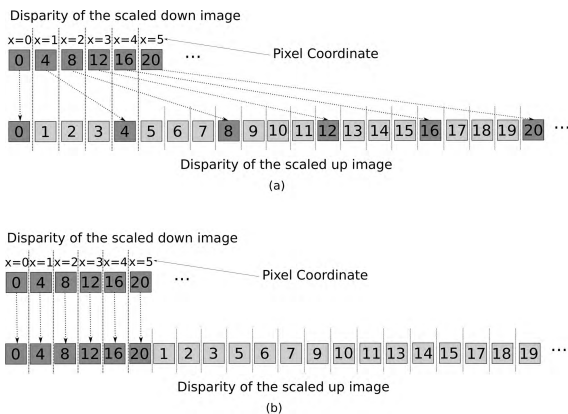 Disparity of the scaled down image
x=0 x=1 x=2 x=3 x=4 x=5
Pixel Coordinate
0 4 8 12 16 20 ...
0 1 2 3 4 5 6 7 8 9 10 11 12 13 14 15 16 17 18 19 20 ...
Disparity of the scaled up image
(a)
Disparity of the scaled down image
x=0 x=1 x=2 x=3 x=4 x=5
Pixel Coordinate
0 4 8 12 16 20 ...
0 4 8 12 16 20 1 2 3 5 6 7 9 10 11 13 14 15 17 18 19 ...
Disparity of the scaled up image
(b)